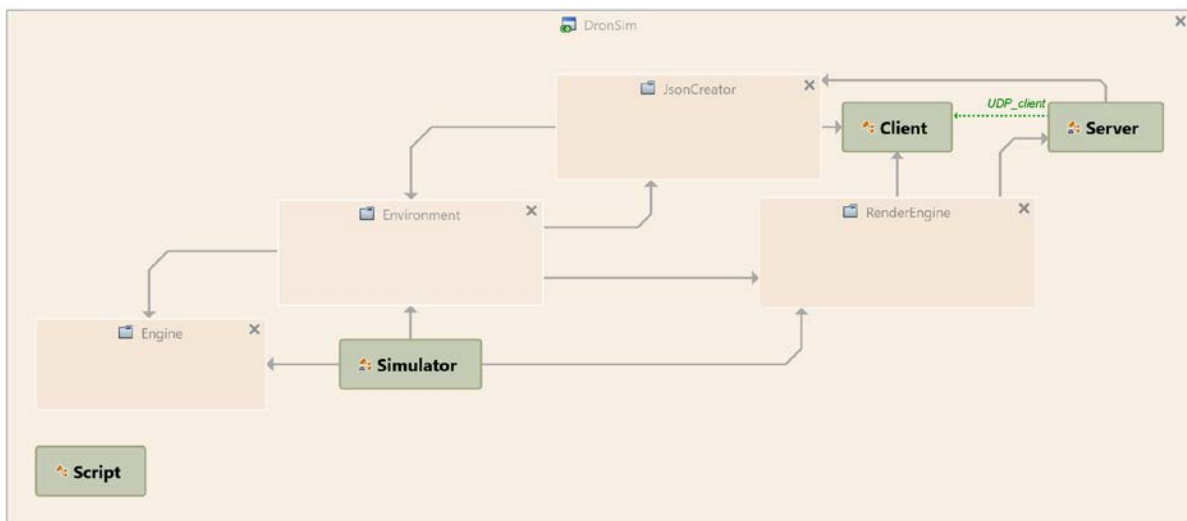 DronSim
JsonCreator
UDP_client
Client
Server
Environment
RenderEngine
Engine
Simulator
Script